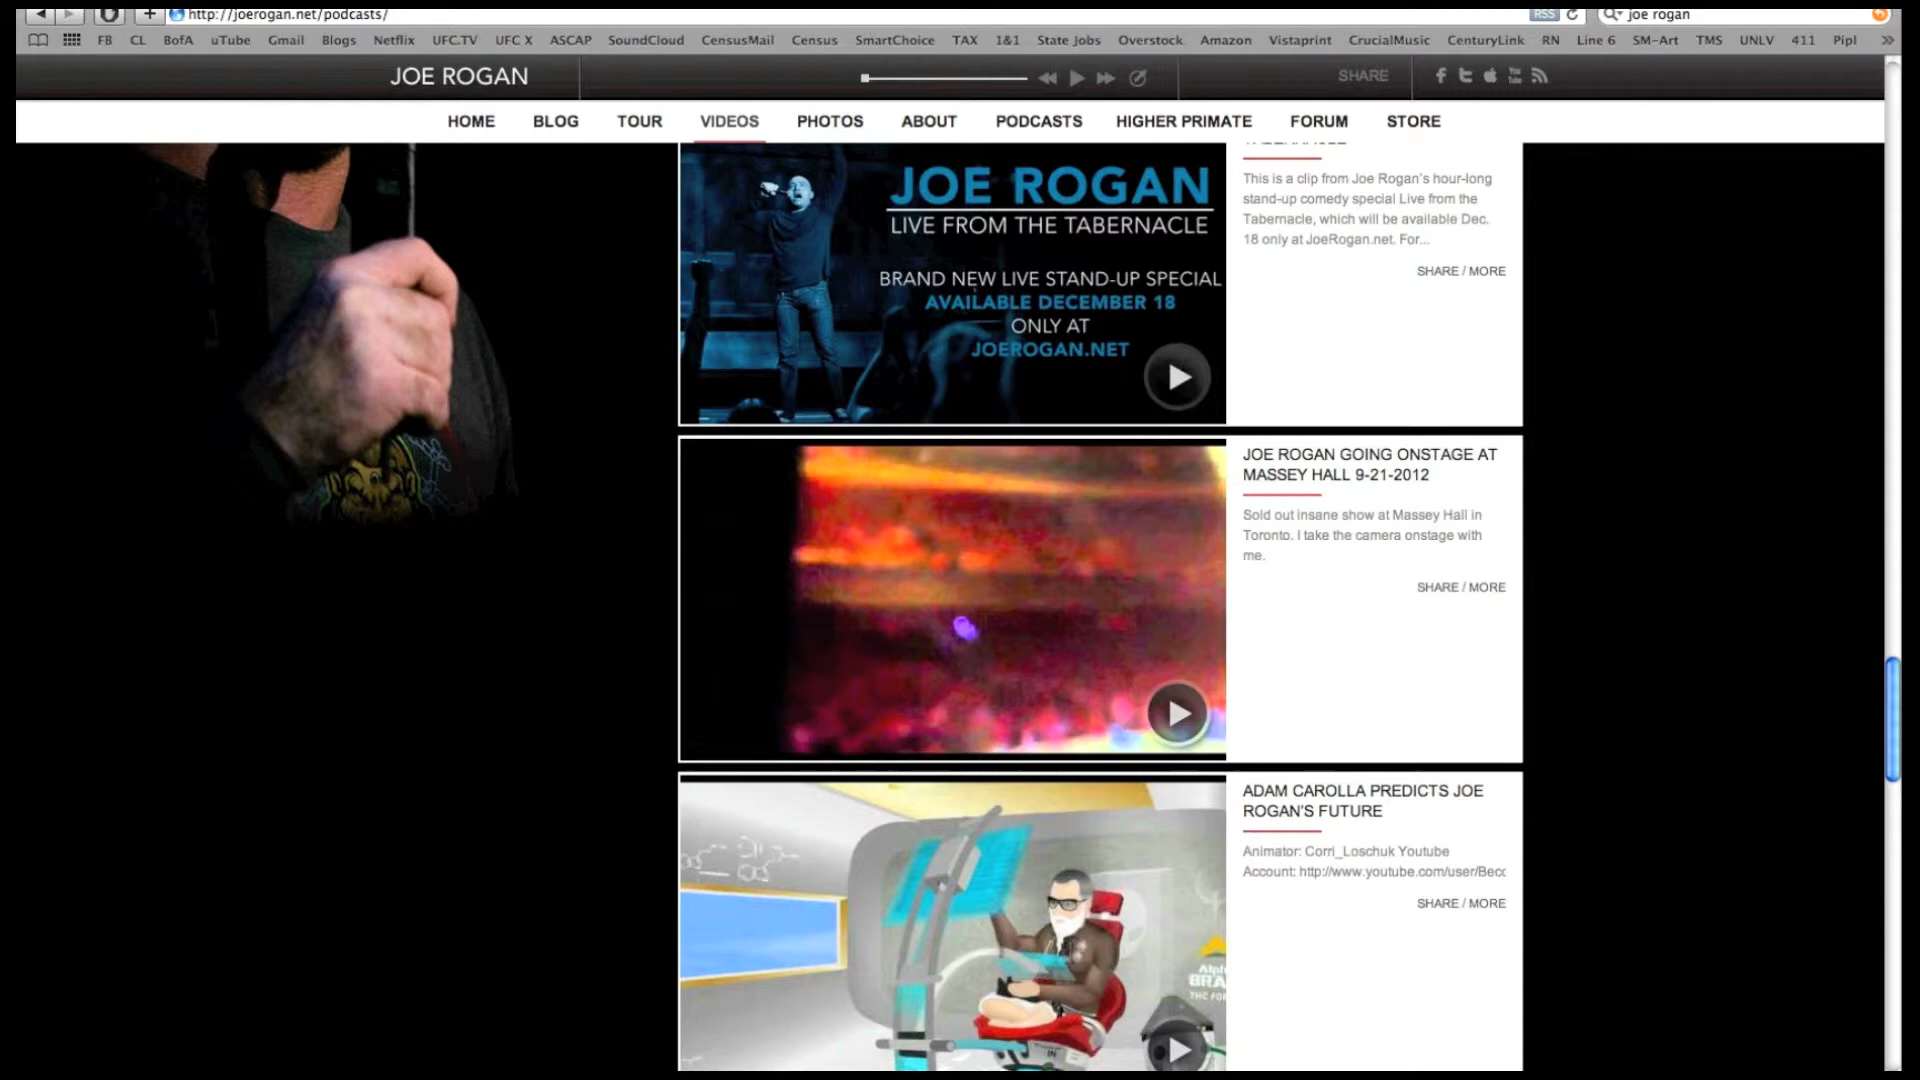 http://joerogan.net/podcasts/
RSS
joe rogan
FB CL BofA uTube Gmail Blogs Netflix UFC.TV UFC X ASCAP SoundCloud CensusMail Census SmartChoice TAX 1&1 State Jobs Overstock Amazon Vistaprint CrucialMusic CenturyLink RN Line 6 SM-Art TMS UNLV 411 Pipl
JOE ROGAN
SHARE
HOME BLOG TOUR VIDEOS PHOTOS ABOUT PODCASTS HIGHER PRIMATE FORUM STORE
JOE ROGAN
LIVE FROM THE TABERNACLE
BRAND NEW LIVE STAND-UP SPECIAL
AVAILABLE DECEMBER 18
ONLY AT
JOEROGAN.NET
This is a clip from Joe Rogan's hour-long
stand-up comedy special Live from the
Tabernacle, which will be available Dec.
18 only at JoeRogan.net. For...
SHARE / MORE
JOE ROGAN GOING ONSTAGE AT
MASSEY HALL 9-21-2012
Sold out insane show at Massey Hall in
Toronto. I take the camera onstage with
me.
SHARE / MORE
ADAM CAROLLA PREDICTS JOE
ROGAN'S FUTURE
Animator: Corri_Loschuk Youtube
Account: http://www.youtube.com/user/Bec
SHARE / MORE
Alph
BRA
THE FO